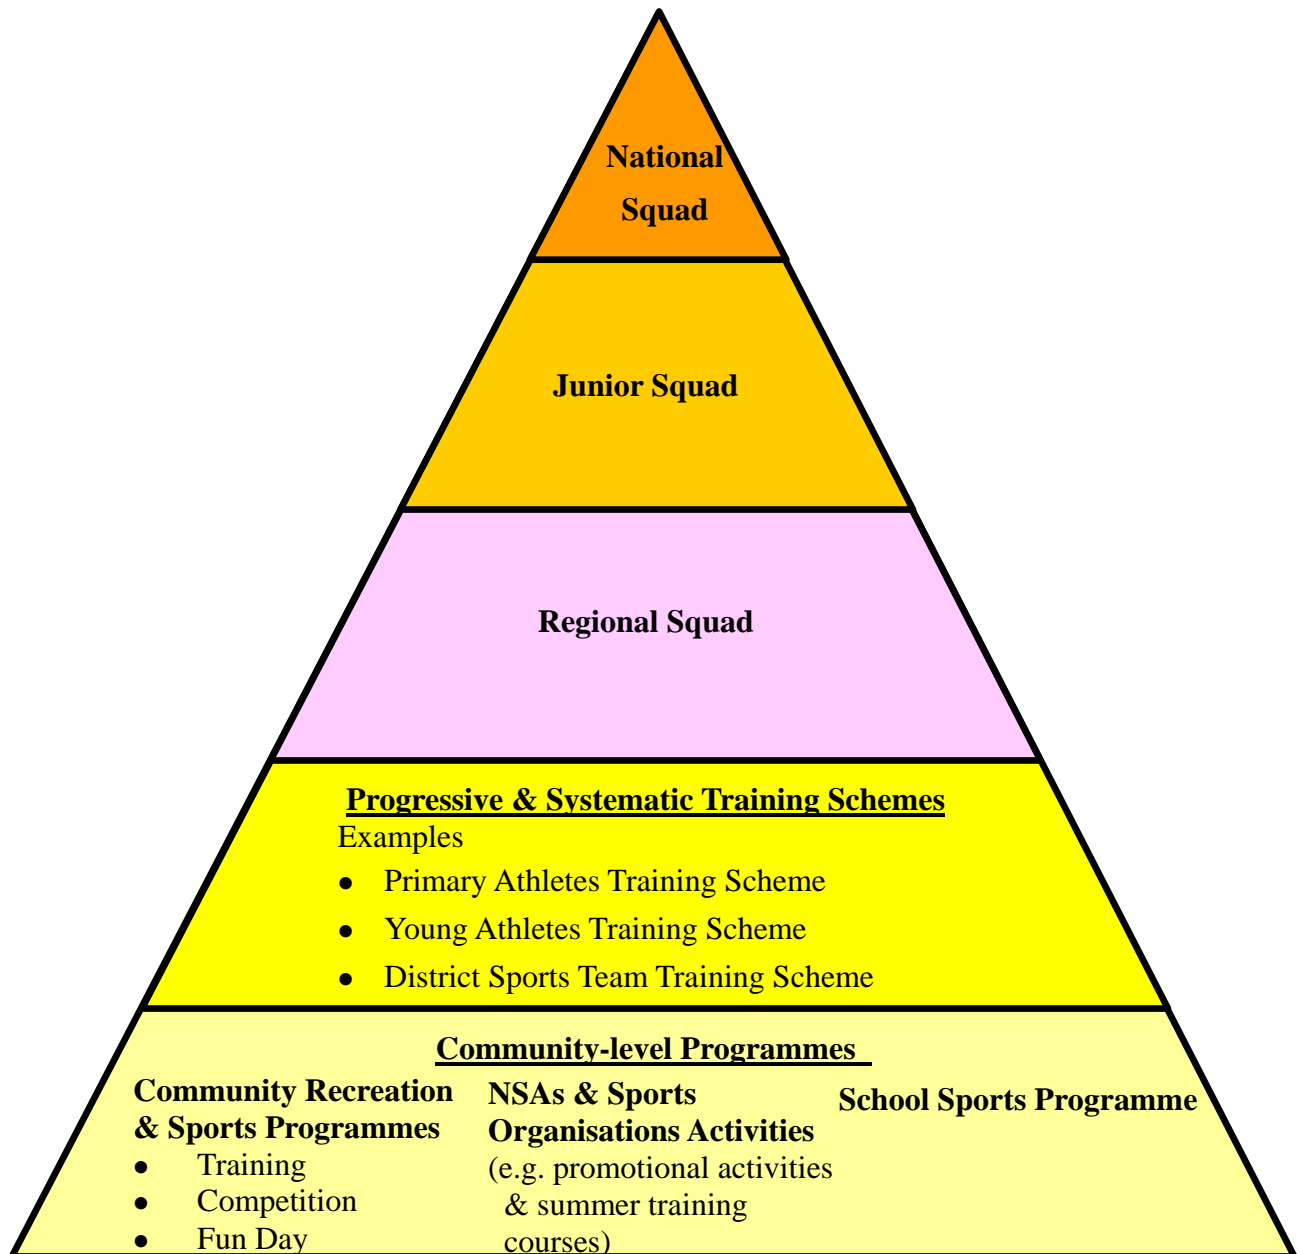 National
Squad
Junior Squad
Regional Squad
Progressive & Systematic Training Schemes
Examples
● Primary Athletes Training Scheme
● Young Athletes Training Scheme
● District Sports Team Training Scheme
Community-level Programmes
Community Recreation
& Sports Programmes
● Training
● Competition
● Fun Day
NSAs & Sports
Organisations Activities
(e.g. promotional activities
& summer training
courses)
School Sports Programme